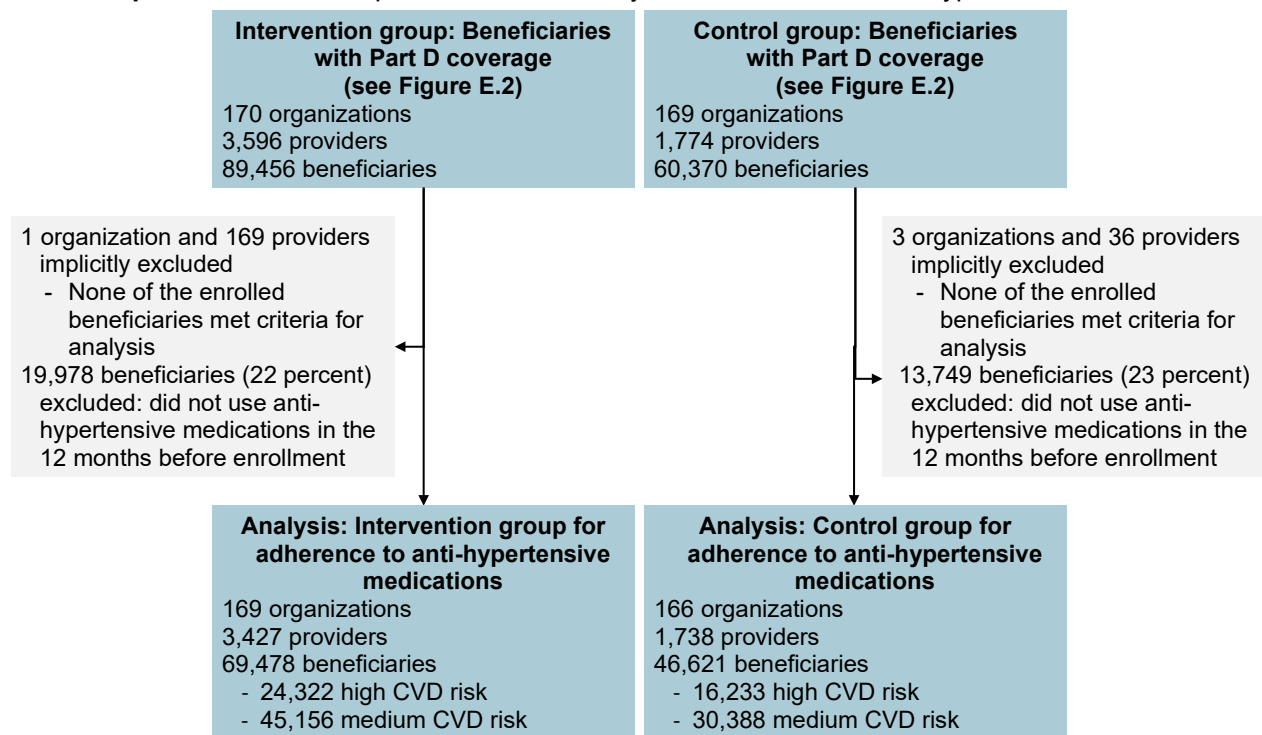 Intervention group: Beneficiaries
with Part D coverage
(see Figure E.2)
170 organizations
3,596 providers
89,456 beneficiaries
Control group: Beneficiaries
with Part D coverage
(see Figure E.2)
169 organizations
1,774 providers
60,370 beneficiaries
1 organization and 169 providers
implicitly excluded
- None of the enrolled
beneficiaries met criteria for
analysis
19,978 beneficiaries (22 percent)
excluded: did not use anti-
hypertensive medications in the
12 months before enrollment
3 organizations and 36 providers
implicitly excluded
- None of the enrolled
beneficiaries met criteria for
analysis
13,749 beneficiaries (23 percent)
excluded: did not use anti-
hypertensive medications in the
12 months before enrollment
Analysis: Intervention group for
adherence to anti-hypertensive
medications
169 organizations
3,427 providers
69,478 beneficiaries
- 24,322 high CVD risk
- 45,156 medium CVD risk
Analysis: Control group for
adherence to anti-hypertensive
medications
166 organizations
1,738 providers
46,621 beneficiaries
- 16,233 high CVD risk
- 30,388 medium CVD risk